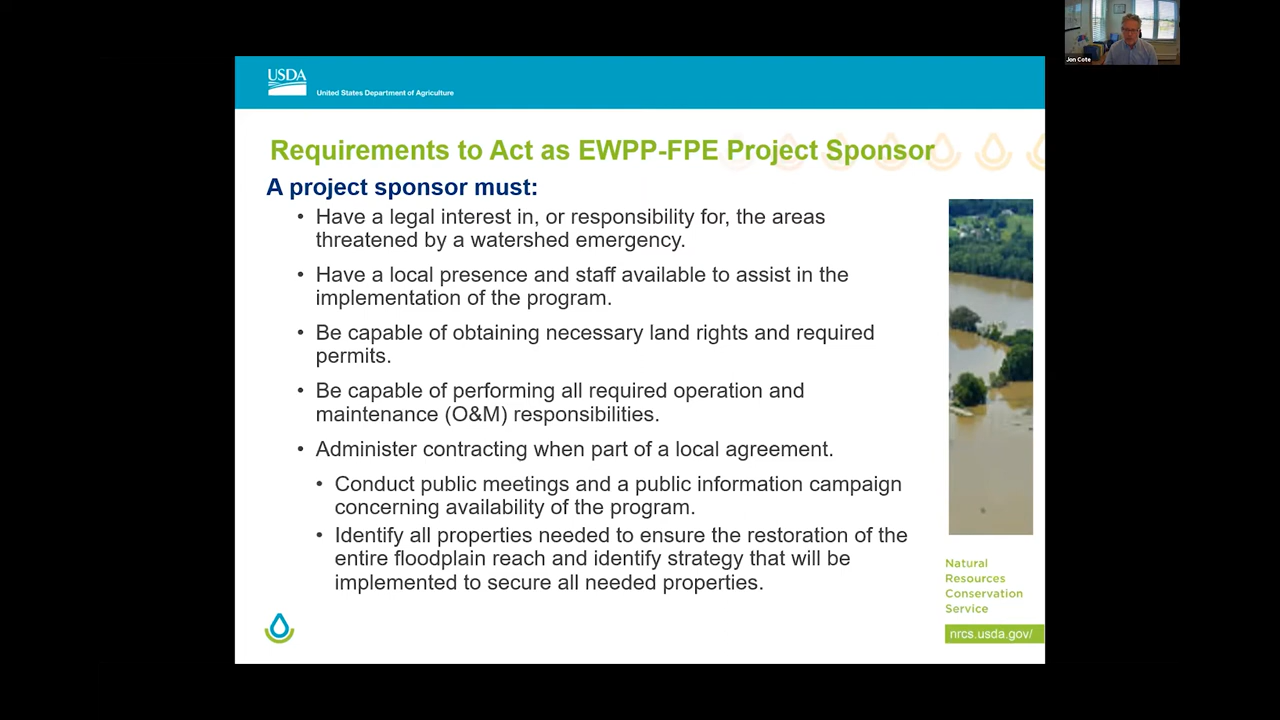 Jon Cote
USDA
United States Department of Agriculture
Requirements to Act as EWPP-FPE Project Sponsor
A project sponsor must:
• Have a legal interest in, or responsibility for, the areas
threatened by a watershed emergency.
• Have a local presence and staff available to assist in the
implementation of the program.
• Be capable of obtaining necessary land rights and required
permits.
• Be capable of performing all required operation and
maintenance (O&M) responsibilities.
• Administer contracting when part of a local agreement.
• Conduct public meetings and a public information campaign
concerning availability of the program.
• Identify all properties needed to ensure the restoration of the
entire floodplain reach and identify strategy that will be
implemented to secure all needed properties.
Natural
Resources
Conservation
Service
nrcs.usda.gov/